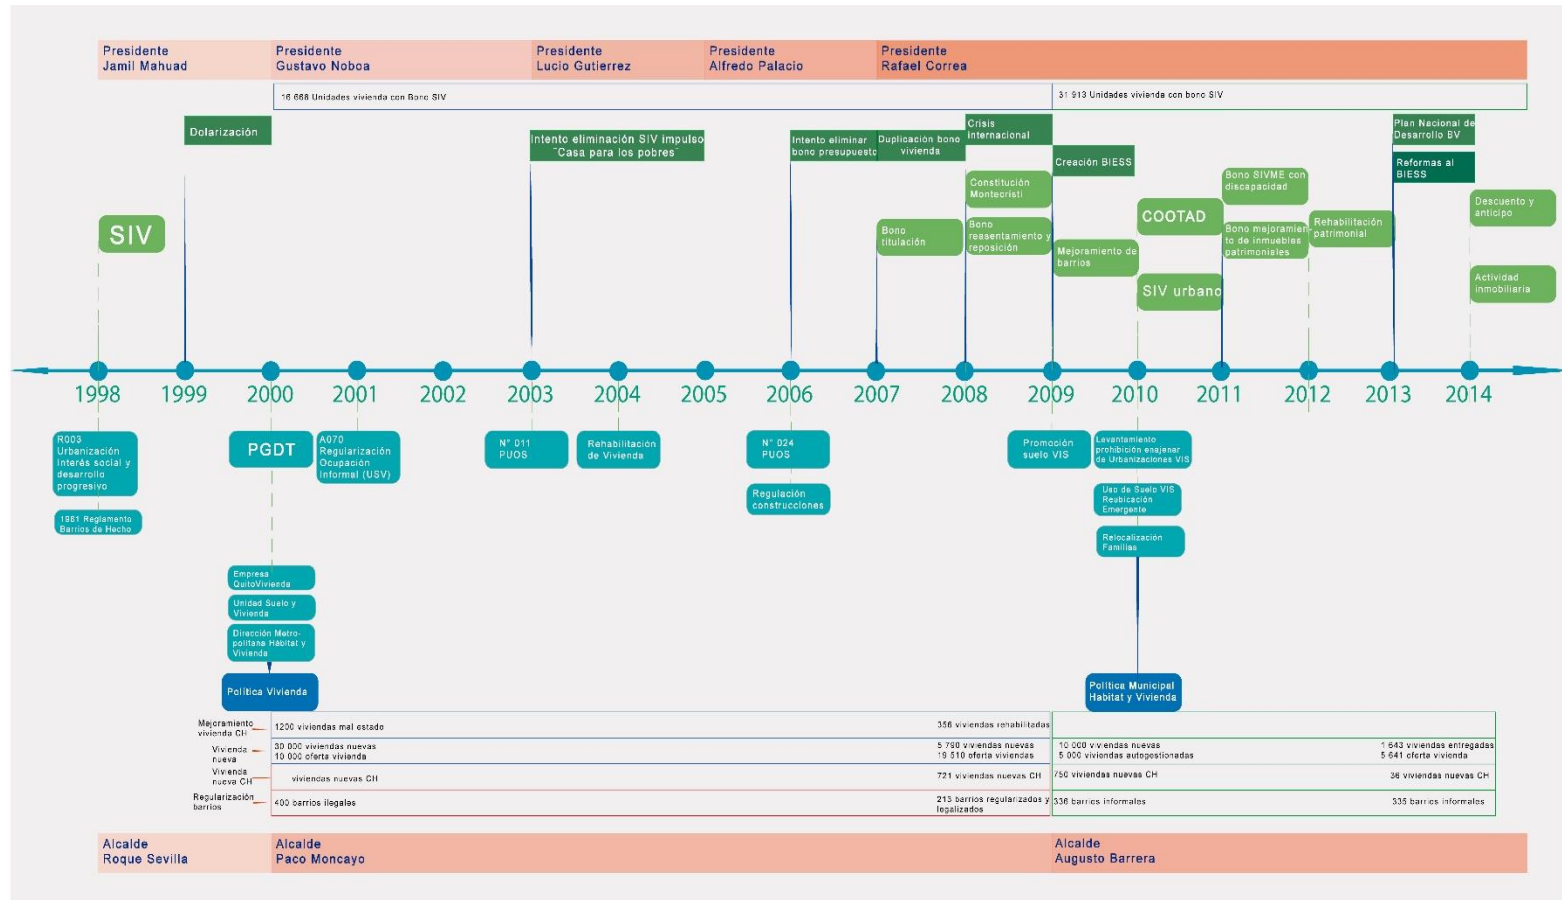 Presidente
Jamil Mahuad
Presidente
Gustavo Noboa
Presidente
Lucio Gutierrez
Presidente
Alfredo Palacio
Presidente
Rafael Correa
16 668 Unidades vivienda con Bono SIV
31 913 Unidades vivienda con bono SIV
Dolarización
Intento eliminación SIV impulso
¨Casa para los pobres¨
Intento eliminar
bono presupuesto
Duplicación bono
vivienda
Crisis
internacional
Creación BIESS
Plan Nacional de
Desarrollo BV
Reformas al
BIESS
SIV
Bono
titulación
Constitución
Montecristi
Bono
reasentamiento y
reposición
Mejoramiento de
barrios
COOTAD
SIV urbano
Bono SIVME con
discapacidad
Bono mejoramien-
to de inmuebles
patrimoniales
Rehabilitación
patrimonial
Descuento y
anticipo
Actividad
inmobiliaria
1998
1999
2000
2001
2002
2003
2004
2005
2006
2007
2008
2009
2010
2011
2012
2013
2014
R003
Urbanización
Interés social y
desarrollo
progresivo
1981 Reglamento
Barrios de Hecho
PGDT
A070
Regularización
Ocupación
Informal (USV)
N° 011
PUOS
Rehabilitación
de Vivienda
N° 024
PUOS
Regulación
construcciones
Promoción
suelo VIS
Levantamiento
prohibición enajenar
de Urbanizaciones VIS
Uso de Suelo VIS
Reubicación
Emergente
Relocalización
Familias
Empresa
QuitoVivienda
Unidad Suelo y
Vivienda
Dirección Metro-
politana Hábitat y
Vivienda
Política Vivienda
Política Municipal
Habitat y Vivienda
Mejoramiento
vivienda CH
1200 viviendas mal estado
356 viviendas rehabilitadas
Vivienda
nueva
30 000 viviendas nuevas
10 000 oferta vivienda
5 790 viviendas nuevas
19 510 oferta viviendas
10 000 viviendas nuevas
5 000 viviendas autogestionadas
1 643 viviendas entregadas
5 641 oferta vivienda
Vivienda
nueva CH
viviendas nuevas CH
721 viviendas nuevas CH
750 viviendas nuevas CH
36 viviendas nuevas CH
Regularización
barrios
400 barrios ilegales
213 barrios regularizados y
legalizados
336 barrios informales
335 barrios informales
Alcalde
Roque Sevilla
Alcalde
Paco Moncayo
Alcalde
Augusto Barrera